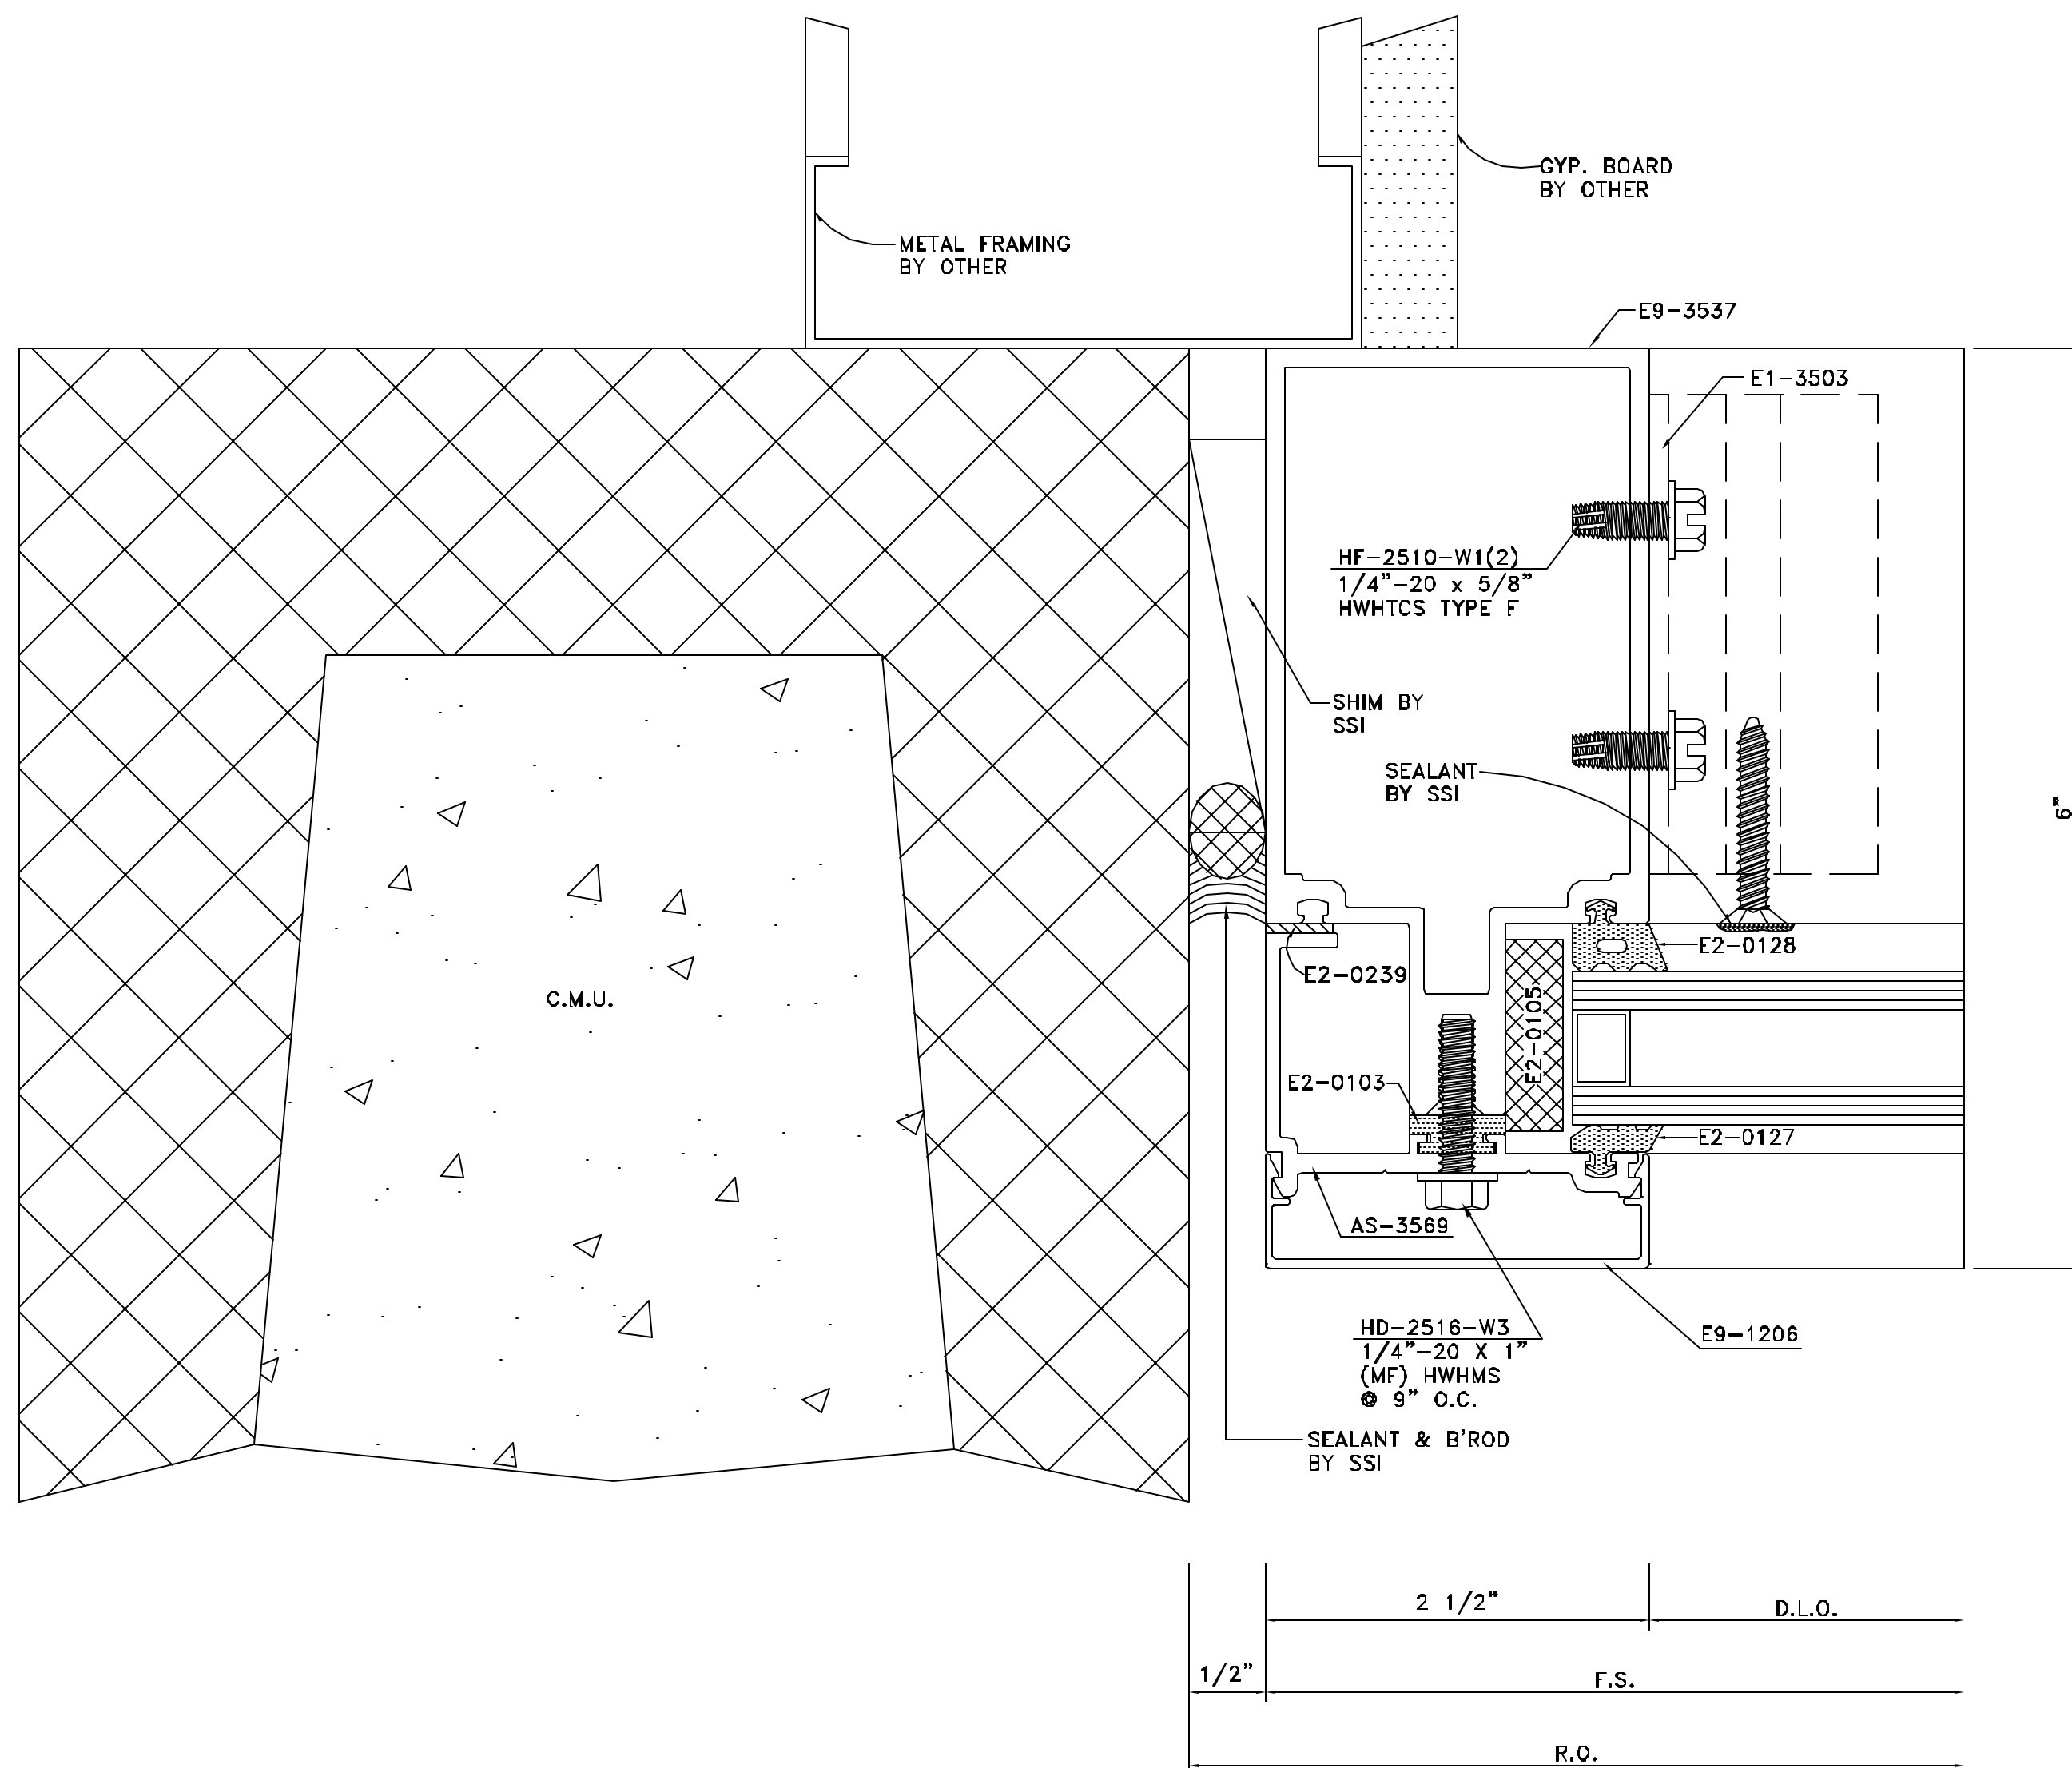 GYP. BOARD
BY OTHER
METAL FRAMING
BY OTHER
E9-3537
E1-3503
HF-2510-W1(2)
1/4"-20 x 5/8"
HWHTCS TYPE F
SHIM BY
SSI
SEALANT
BY SSI
6"
E2-0128
E2-0239
C.M.U.
E2-0105
E2-0103
E2-0127
AS-3569
HD-2516-W3
1/4"-20 X 1"
(MF) HWHMS
@ 9" O.C.
E9-1206
SEALANT & B'ROD
BY SSI
2 1/2"
D.L.O.
1/2"
F.S.
R.O.